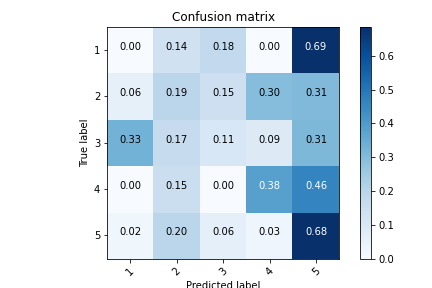 Confusion matrix
1 0.00 0.14 0.18 0.00 0.69
2 0.06 0.19 0.15 0.30 0.31
3 0.33 0.17 0.11 0.09 0.31
4 0.00 0.15 0.00 0.38 0.46
5 0.02 0.20 0.06 0.03 0.68
1 2 3 4 5
True label
Predicted label
0.6
0.5
0.4
0.3
0.2
0.1
0.0